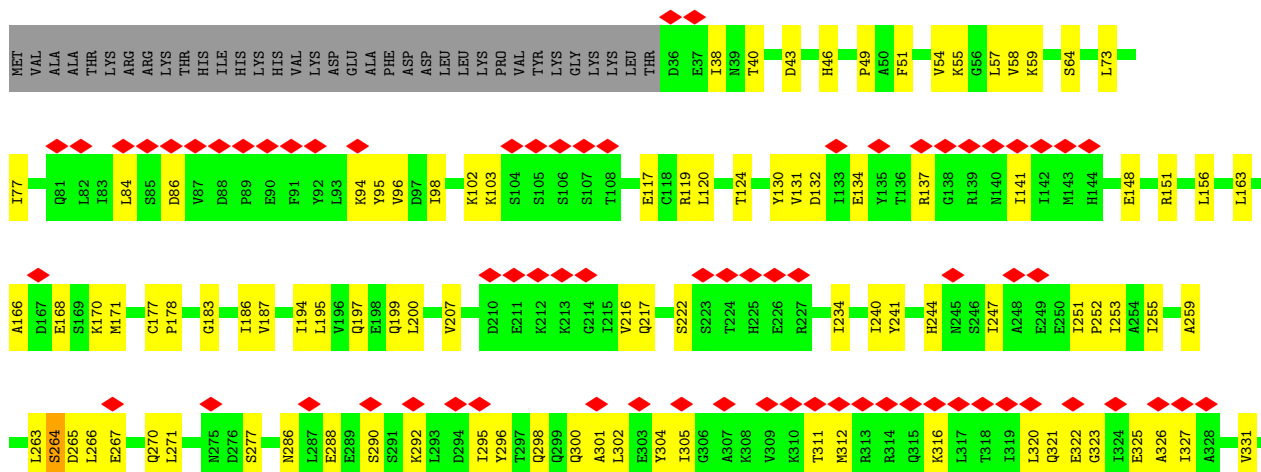 MET VAL ALA ALA THR LYS ARG ARG LYS THR HIS ILE HIS LYS HIS VAL LYS ASP GLU ALA PHE ASP ASP LEU LEU LYS PRO VAL TYR LYS GLY LYS LYS LEU THR D36 E37 I38 N39 T40 D43 H46 P49 A50 F51 V54 K55 G56 L57 V58 K59 S64 L73
I77 Q81 L82 I83 L84 S85 D86 V87 D88 P89 E90 F91 Y92 L93 K94 Y95 V96 D97 I98 K102 K103 S104 S105 S106 S107 T108 E117 C118 R119 L120 T124 Y130 V131 D132 I133 E134 Y135 T136 R137 G138 R139 N140 I141 I142 M143 H144 E148 R151 L156 L163
A166 D167 E168 S169 K170 M171 C177 P178 G183 I186 V187 I194 L195 V196 Q197 E198 Q199 L200 V207 D210 E211 K212 K213 G214 I215 V216 Q217 S222 S223 T224 H225 E226 R227 I234 I240 Y241 H244 N245 S246 I247 A248 E249 E250 I251 P252 I253 A254 I255 A259
L263 S264 D265 L266 E267 Q270 L271 N275 D276 S277 N286 L287 E288 E289 S290 S291 K292 L293 D294 I295 Y296 T297 Q298 Q299 Q300 A301 L302 E303 Y304 I305 G306 A307 K308 V309 K310 T311 M312 R313 R314 Q315 K316 L317 T318 I319 L320 Q321 E322 G323 I324 E325 A326 I327 A328 V331